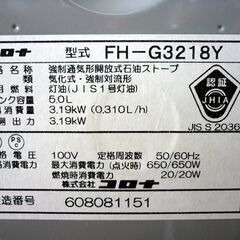 コロナ 型式 FH-G3218Y
名 称 強制通気形開放式石油ストーブ
気化式・強制対流形
用燃料 灯油(JIS1号灯油)
ンク容量 5.0L
3.19kW(0.310L/h)
3.19kW
認証
JHIA
JIS S 2036
PS
C
電圧 100V 定格周波数 50/60Hz
最大消費電力(点火時) 650/650W
燃焼時消費電力 20/20W
株式会社 コロナ
造番号 608081151